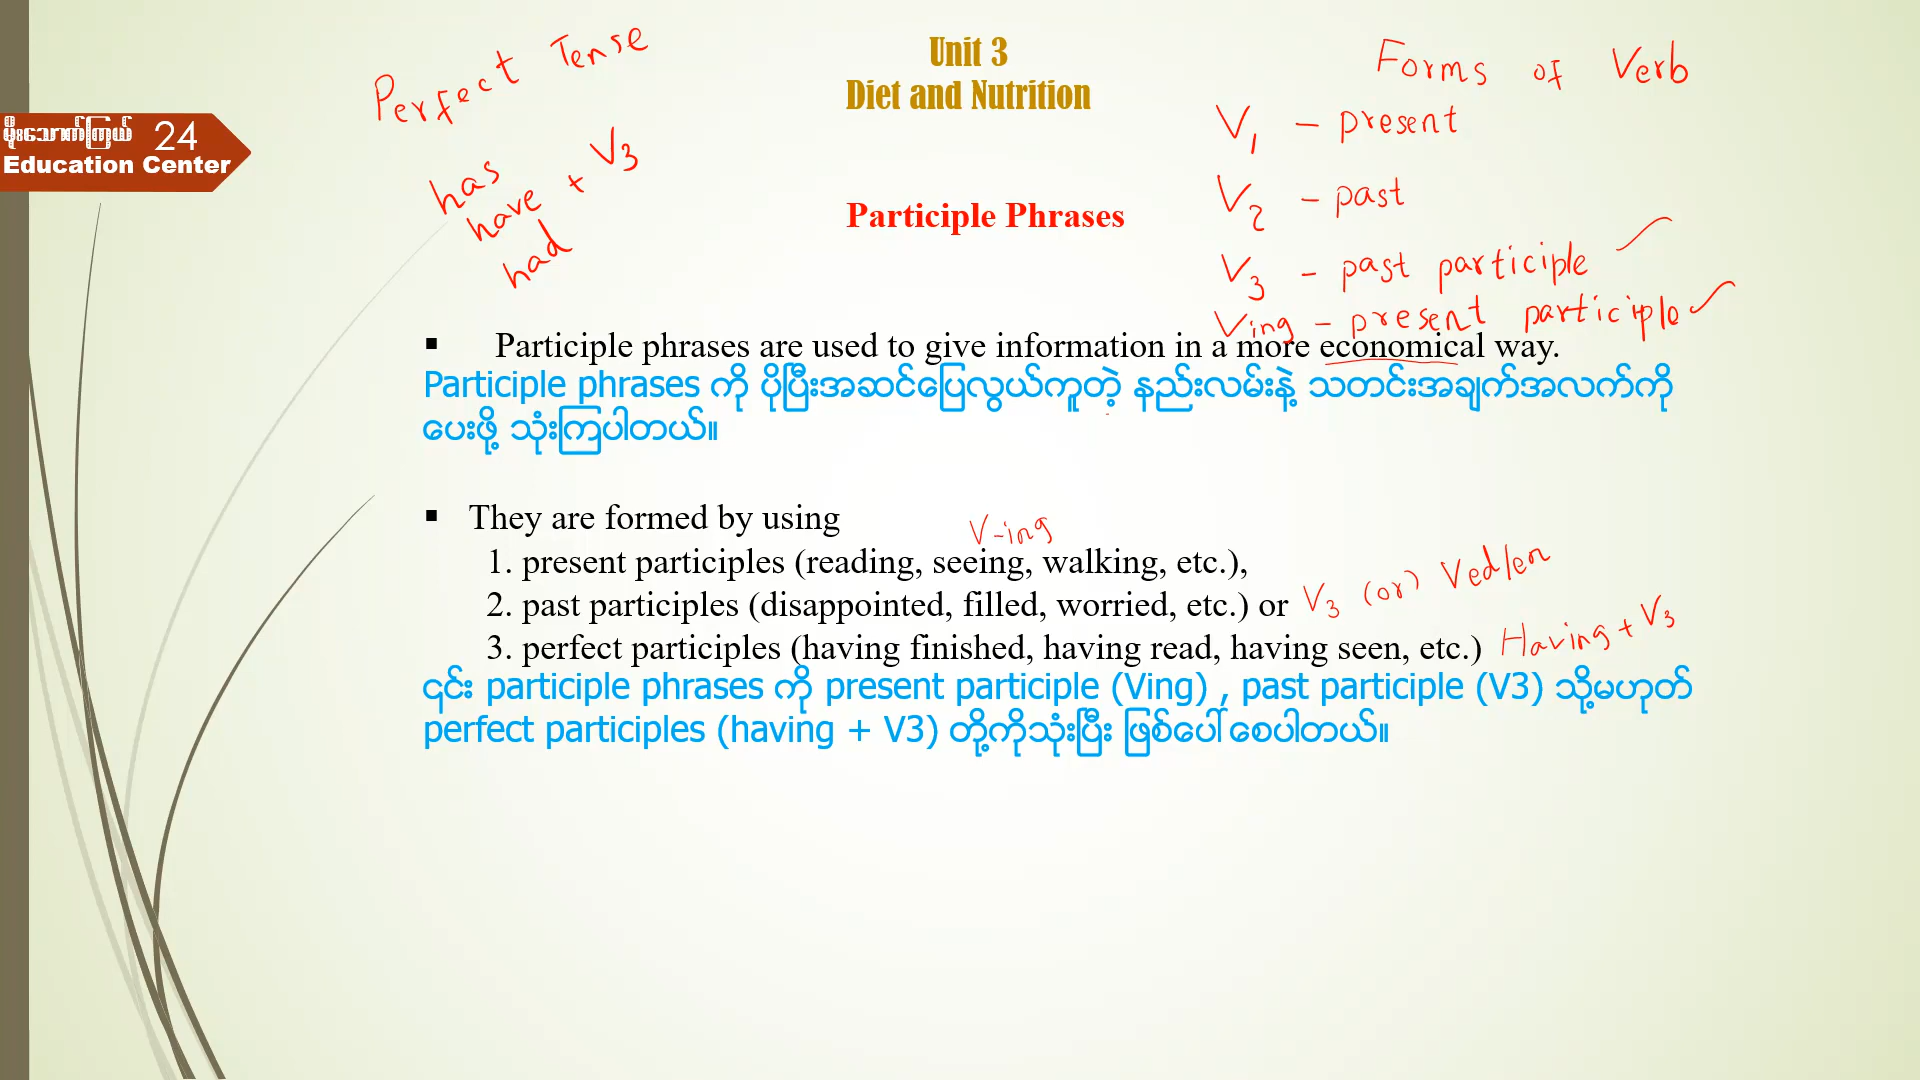 Perfect Tense
has
have + V3
had
Unit 3
Diet and Nutrition
Forms of Verb
V1 – present
V2 – past
V3 – past participle
Ving – present participle
24
Education Center
Participle Phrases
▪ Participle phrases are used to give information in a more economical way.
Participle phrases ကို ပိုပြီးအဆင်ပြေလွယ်ကူတဲ့ နည်းလမ်းနဲ့ သတင်းအချက်အလက်ကို
ပေးဖို့ သုံးကြပါတယ်။
▪ They are formed by using
V-ing
1. present participles (reading, seeing, walking, etc.),
2. past participles (disappointed, filled, worried, etc.) or V3 (or) Ved/en
3. perfect participles (having finished, having read, having seen, etc.) Having + V3
၎င်း participle phrases ကို present participle (Ving) , past participle (V3) သို့မဟုတ်
perfect participles (having + V3) တို့ကိုသုံးပြီး ဖြစ်ပေါ်စေပါတယ်။